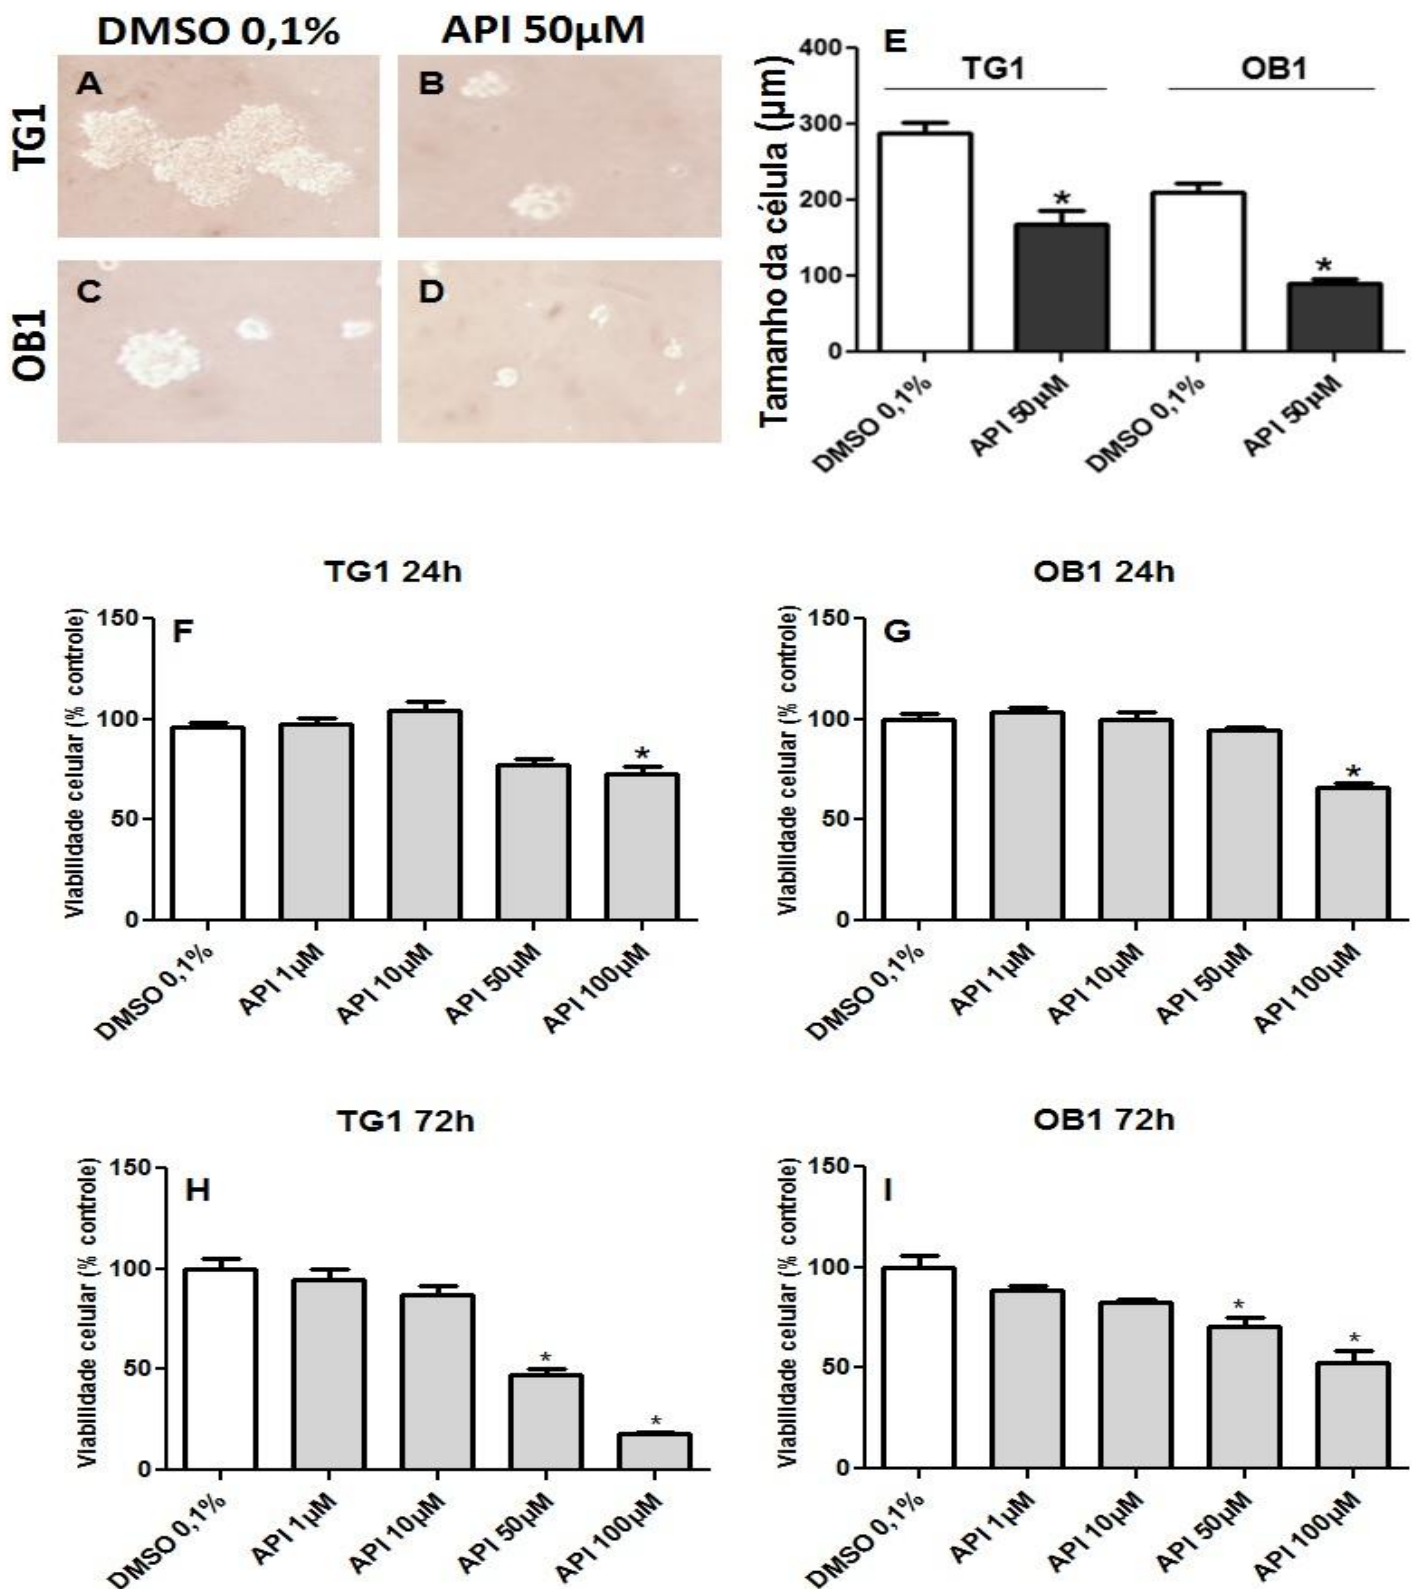 DMSO 0,1% API 50µM
TG1
A
B
OB1
C
D
E
TG1 OB1
Tamanho da célula (µm)
400
300
200
100
0
*
*
DMSO 0,1%
API 50µM
DMSO 0,1%
API 50µM
TG1 24h
F
Viabilidade celular (% controle)
150
100
50
0
*
DMSO 0,1%
API 1µM
API 10µM
API 50µM
API 100µM
OB1 24h
G
Viabilidade celular (% controle)
150
100
50
0
*
DMSO 0,1%
API 1µM
API 10µM
API 50µM
API 100µM
TG1 72h
H
Viabilidade celular (% controle)
150
100
50
0
*
*
DMSO 0,1%
API 1µM
API 10µM
API 50µM
API 100µM
OB1 72h
I
Viabilidade celular (% controle)
150
100
50
0
*
*
DMSO 0,1%
API 1µM
API 10µM
API 50µM
API 100µM